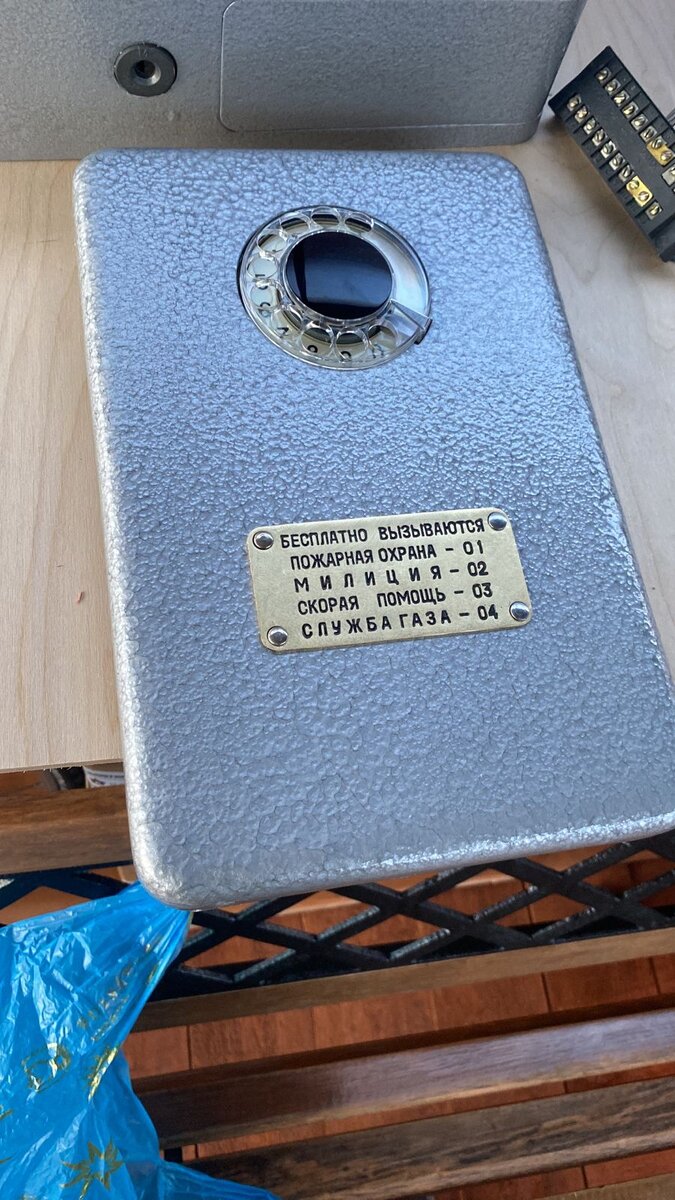 БЕСПЛАТНО ВЫЗЫВАЮТСЯ
ПОЖАРНАЯ ОХРАНА - 01
МИЛИЦИЯ - 02
СКОРАЯ ПОМОЩЬ - 03
СЛУЖБА ГАЗА - 04